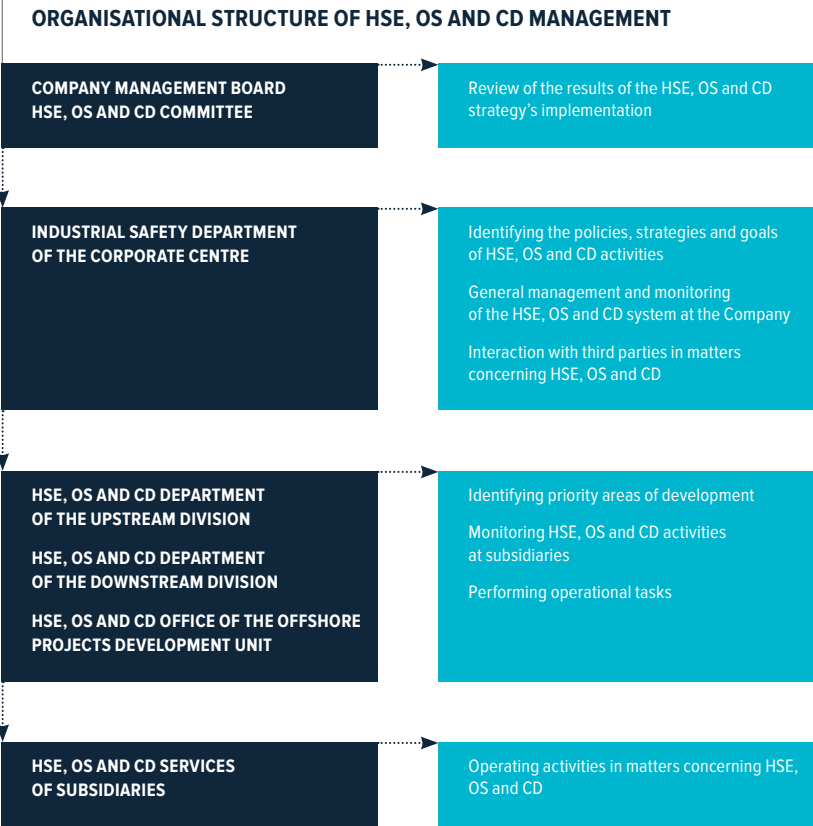 ORGANISATIONAL STRUCTURE OF HSE, OS AND CD MANAGEMENT
COMPANY MANAGEMENT BOARD
HSE, OS AND CD COMMITTEE
Review of the results of the HSE, OS and CD
strategy's implementation
INDUSTRIAL SAFETY DEPARTMENT
OF THE CORPORATE CENTRE
Identifying the policies, strategies and goals
of HSE, OS and CD activities
General management and monitoring
of the HSE, OS and CD system at the Company
Interaction with third parties in matters
concerning HSE, OS and CD
HSE, OS AND CD DEPARTMENT
OF THE UPSTREAM DIVISION
HSE, OS AND CD DEPARTMENT
OF THE DOWNSTREAM DIVISION
HSE, OS AND CD OFFICE OF THE OFFSHORE
PROJECTS DEVELOPMENT UNIT
Identifying priority areas of development
Monitoring HSE, OS and CD activities
at subsidiaries
Performing operational tasks
HSE, OS AND CD SERVICES
OF SUBSIDIARIES
Operating activities in matters concerning HSE,
OS and CD